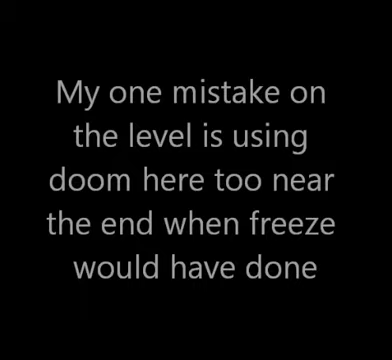 My one mistake on
the level is using
doom here too near
the end when freeze
would have done